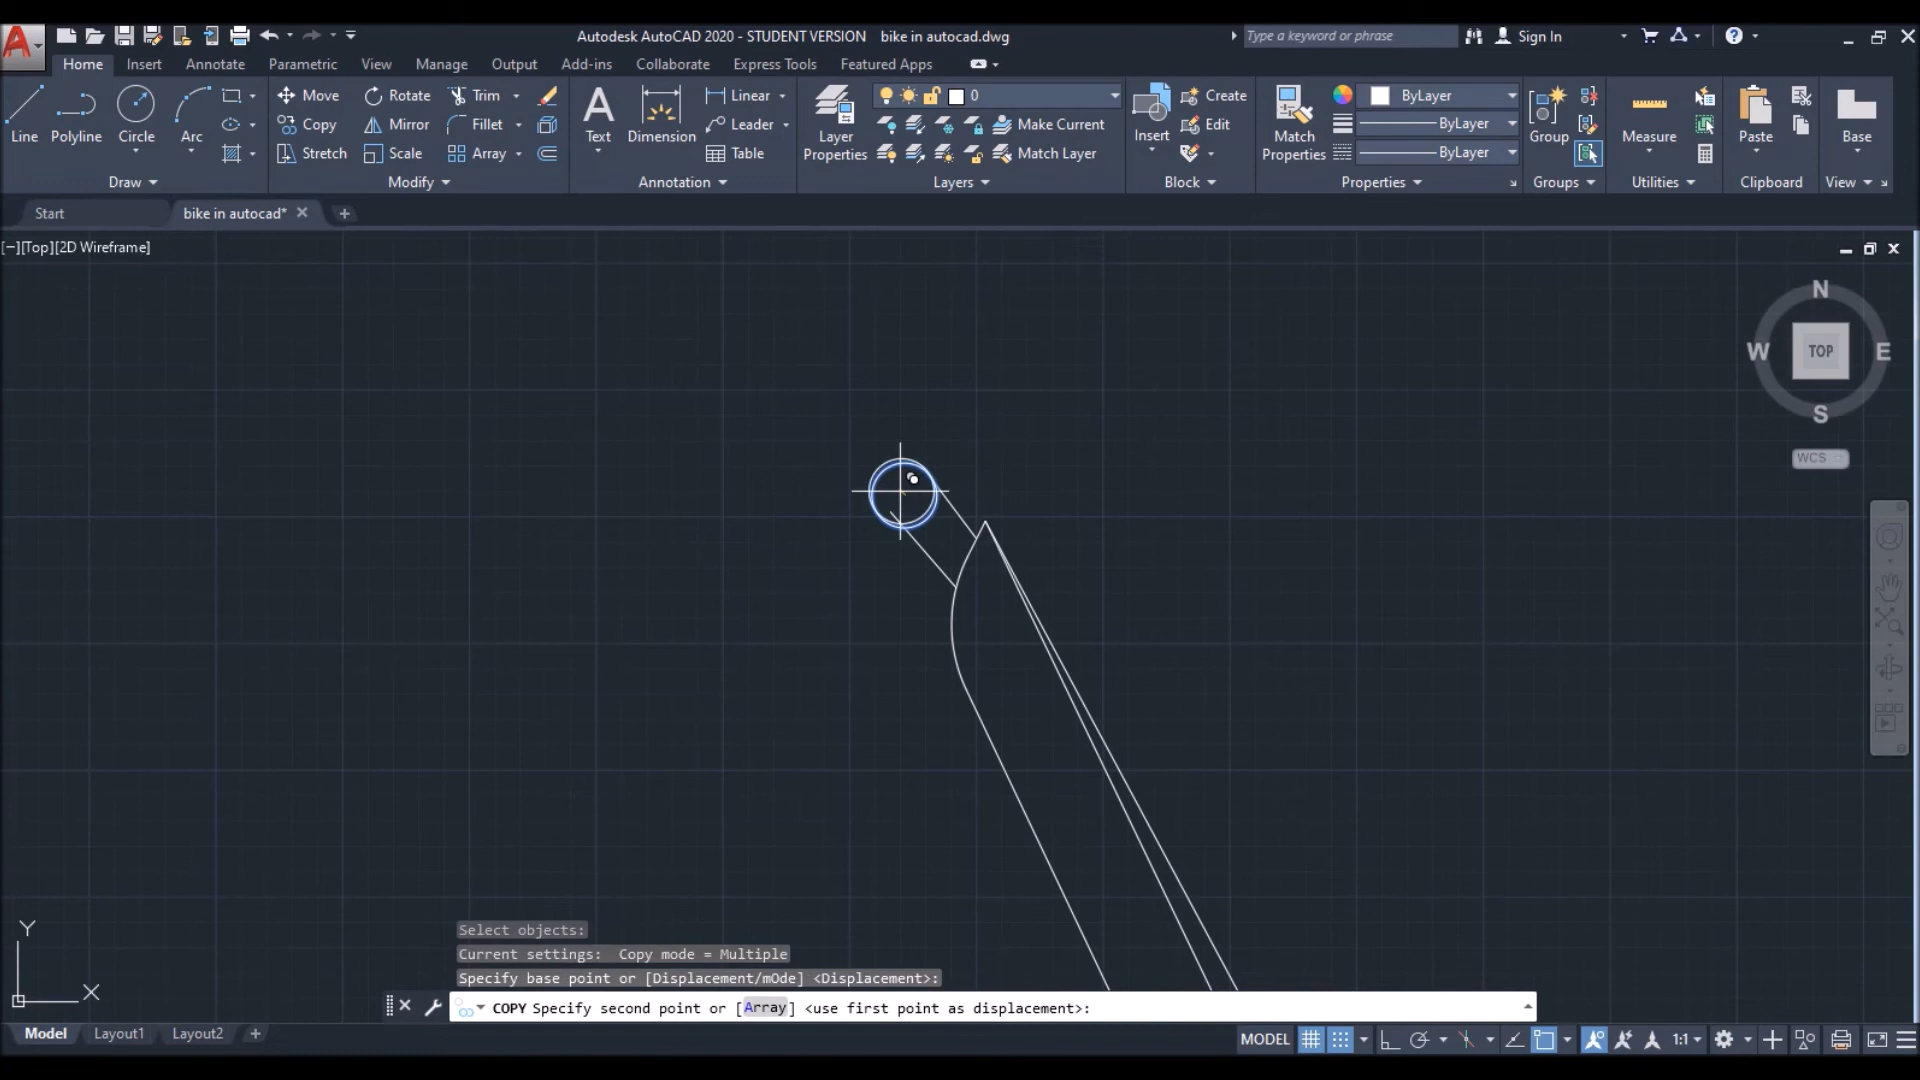 Autodesk AutoCAD 2020 - STUDENT VERSION bike in autocad.dwg
Type a keyword or phrase
Sign In
Home Insert Annotate Parametric View Manage Output Add-ins Collaborate Express Tools Featured Apps
Line Polyline Circle Arc
Move Rotate Trim
Copy Mirror Fillet
Stretch Scale Array
Text Dimension
Linear
Leader
Table
Layer Properties
0
Make Current
Match Layer
Insert
Create
Edit
Match Properties
ByLayer
ByLayer
ByLayer
Group
Measure
Paste
Base
Draw Modify Annotation Layers Block Properties Groups Utilities Clipboard View
Start bike in autocad*
[−][Top][2D Wireframe]
N
W TOP E
S
WCS
Y
X
Select objects:
Current settings:  Copy mode = Multiple
Specify base point or [Displacement/mOde] <Displacement>:
COPY Specify second point or [Array] <use first point as displacement>:
Model Layout1 Layout2
MODEL 1:1